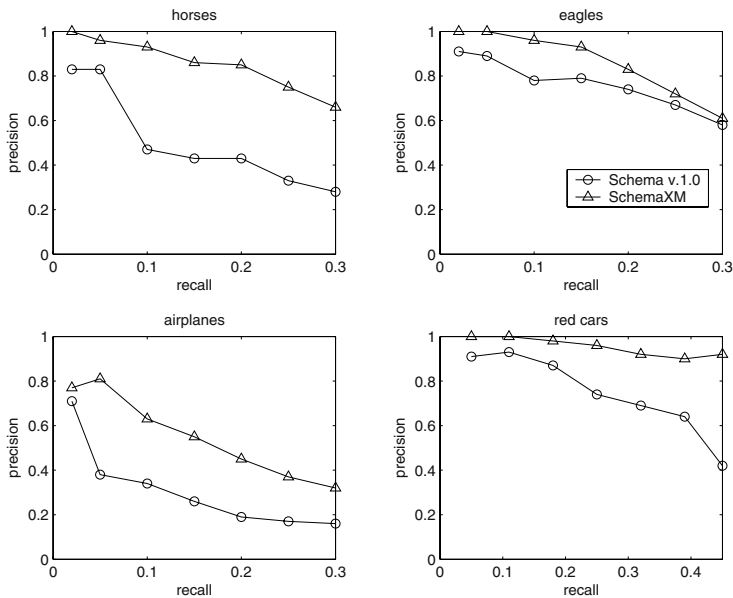 horses
1
0.8
0.6
0.4
0.2
0
precision
0 0.1 0.2 0.3
recall
eagles
1
0.8
0.6
0.4
0.2
0
precision
Schema v.1.0
SchemaXM
0 0.1 0.2 0.3
recall
airplanes
1
0.8
0.6
0.4
0.2
0
precision
0 0.1 0.2 0.3
recall
red cars
1
0.8
0.6
0.4
0.2
0
precision
0 0.1 0.2 0.3 0.4
recall